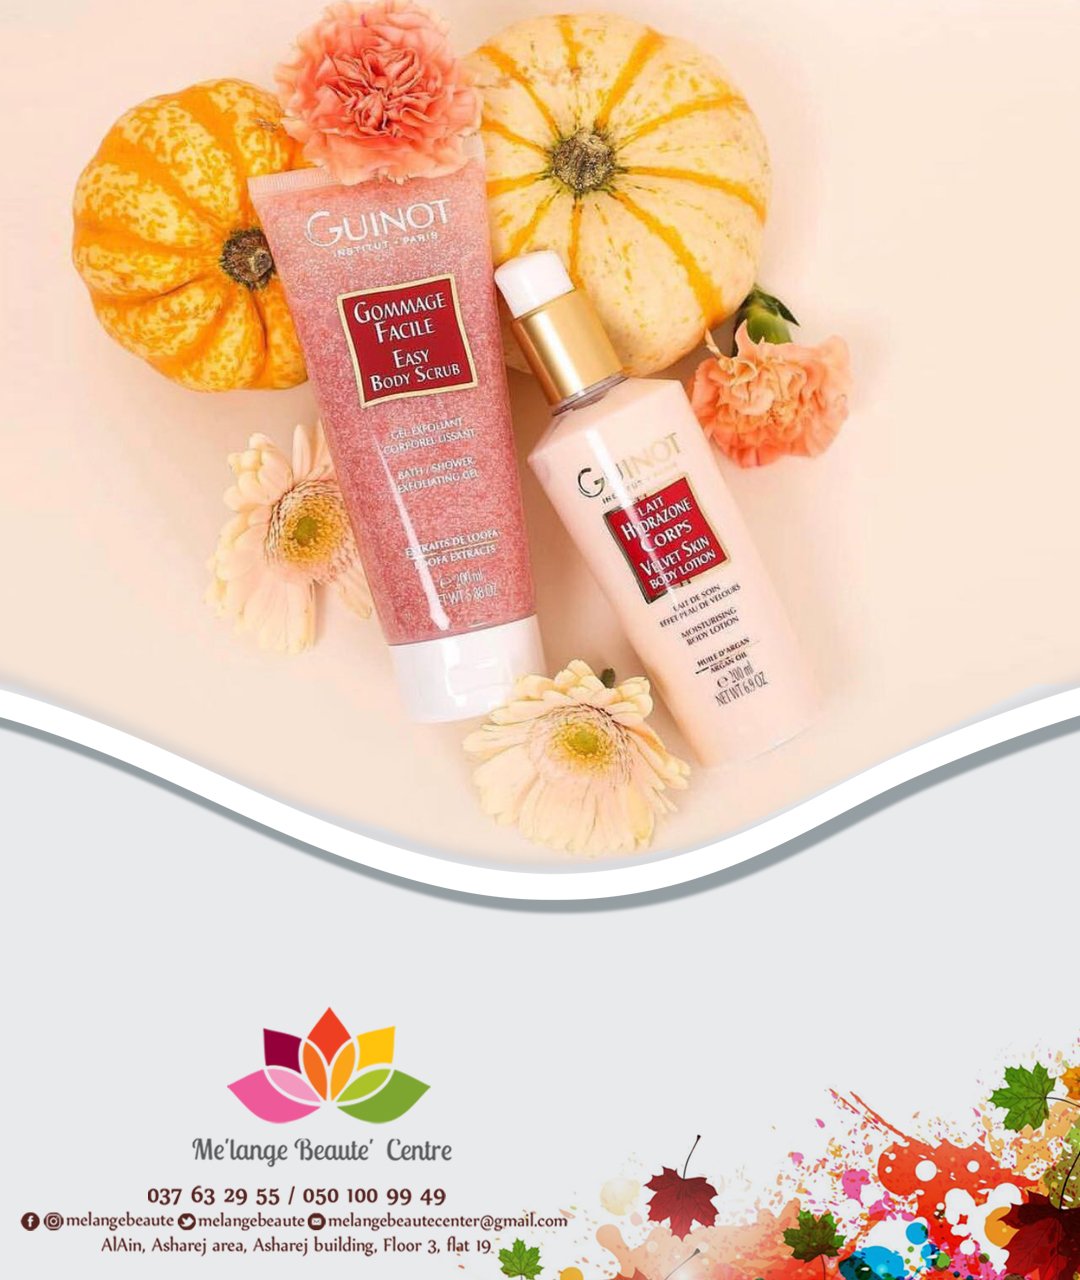 GUINOT
INSTITUT • PARIS
GOMMAGE
FACILE
EASY
BODY SCRUB
GEL EXFOLIANT
CORPOREL LISSANT
BATH / SHOWER
EXFOLIATING GEL
EXTRAITS DE LOOFA
LOOFA EXTRACTS
e 200 ml
NET WT 5.88 OZ
GUINOT
INSTITUT • PARIS
LAIT
HYDRAZONE
CORPS
VELVET SKIN
BODY LOTION
LAIT DE SOIN
EFFET PEAU DE VELOURS
MOISTURISING
BODY LOTION
HUILE D'ARGAN
ARGAN OIL
e 200 ml
NET WT 6.9 OZ
Me'lange Beaute' Centre
037 63 29 55 / 050 100 99 49
melangebeaute melangebeaute melangebeautecenter@gmail.com
AlAin, Asharej area, Asharej building, Floor 3, flat 19